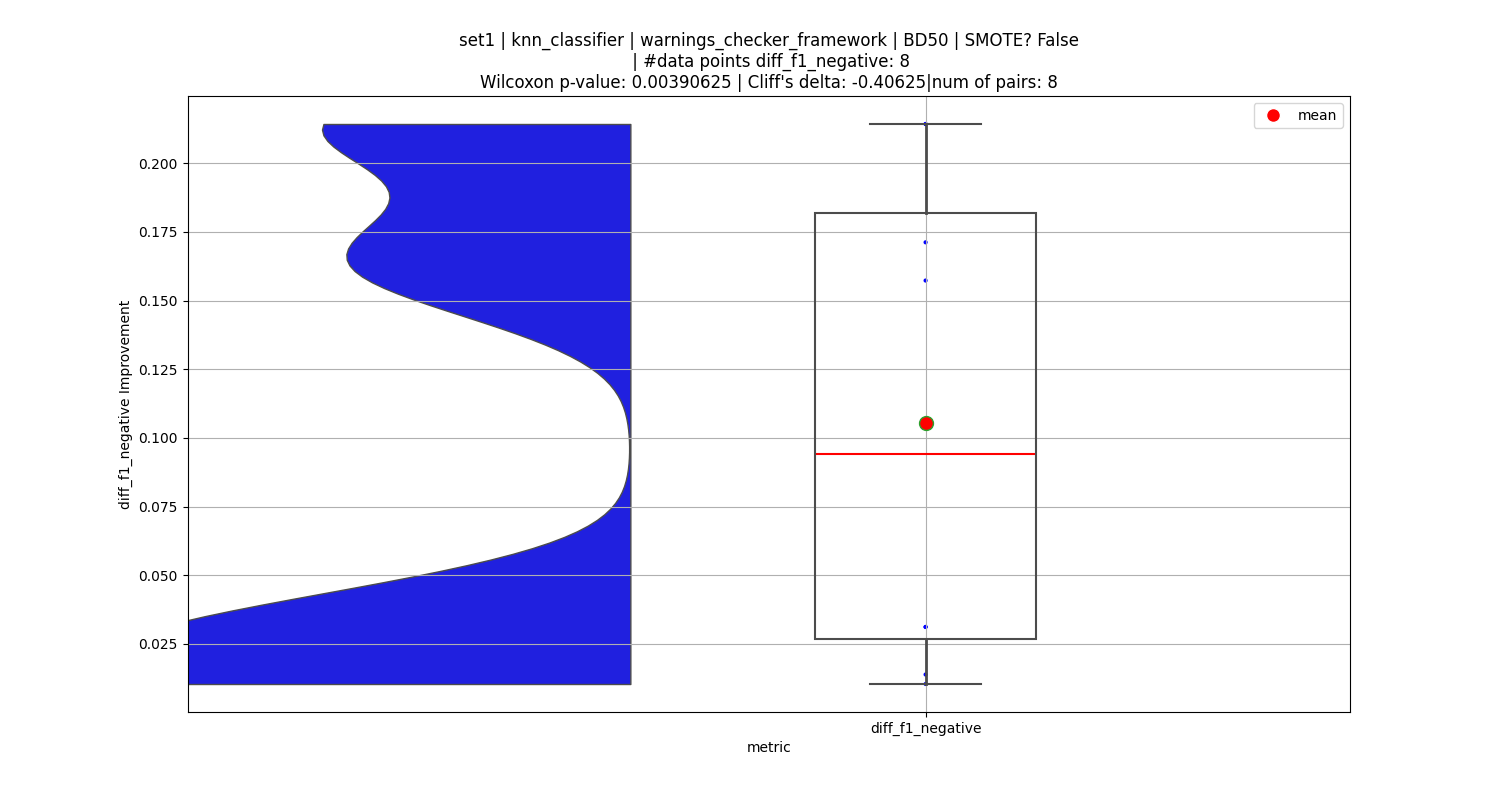 set1 | knn_classifier | warnings_checker_framework | BD50 | SMOTE? False
| #data points diff_f1_negative: 8
Wilcoxon p-value: 0.00390625 | Cliff's delta: -0.40625|num of pairs: 8
mean
0.200
0.175
0.150
0.125
0.100
0.075
0.050
0.025
diff_f1_negative Improvement
diff_f1_negative
metric